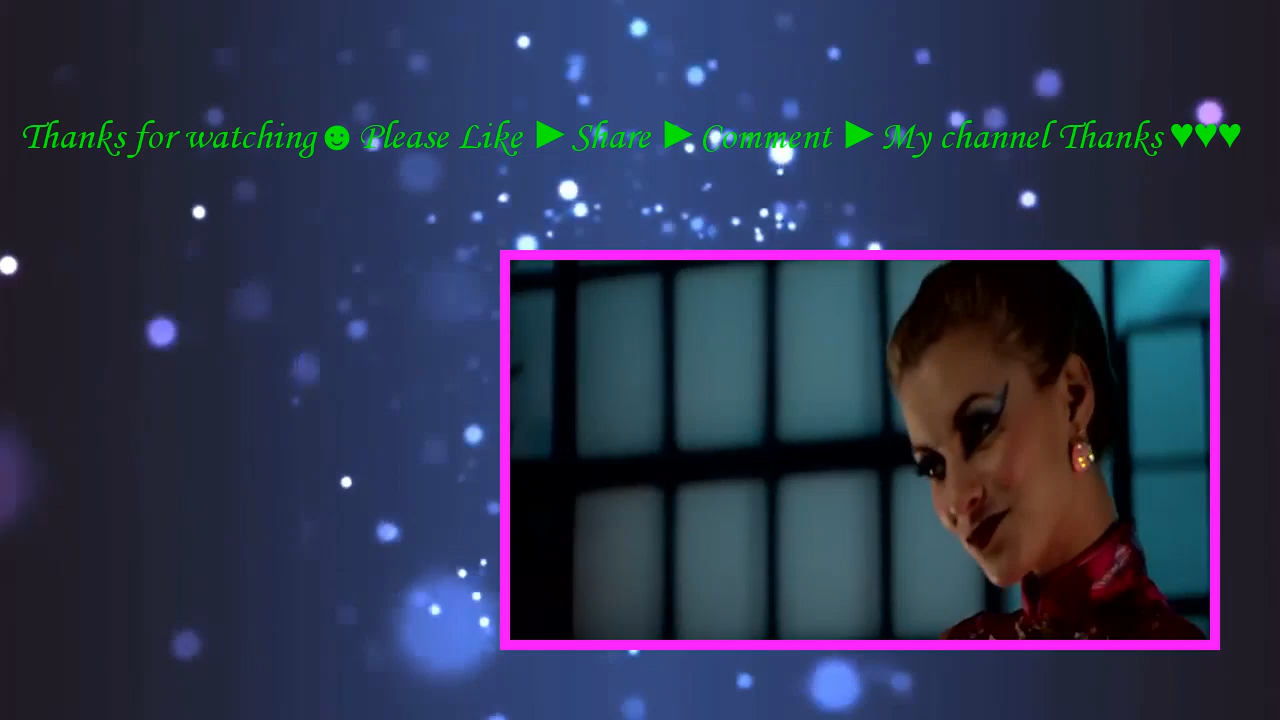 Thanks for watching☻Please Like ► Share ► Comment ► My channel Thanks ♥♥♥